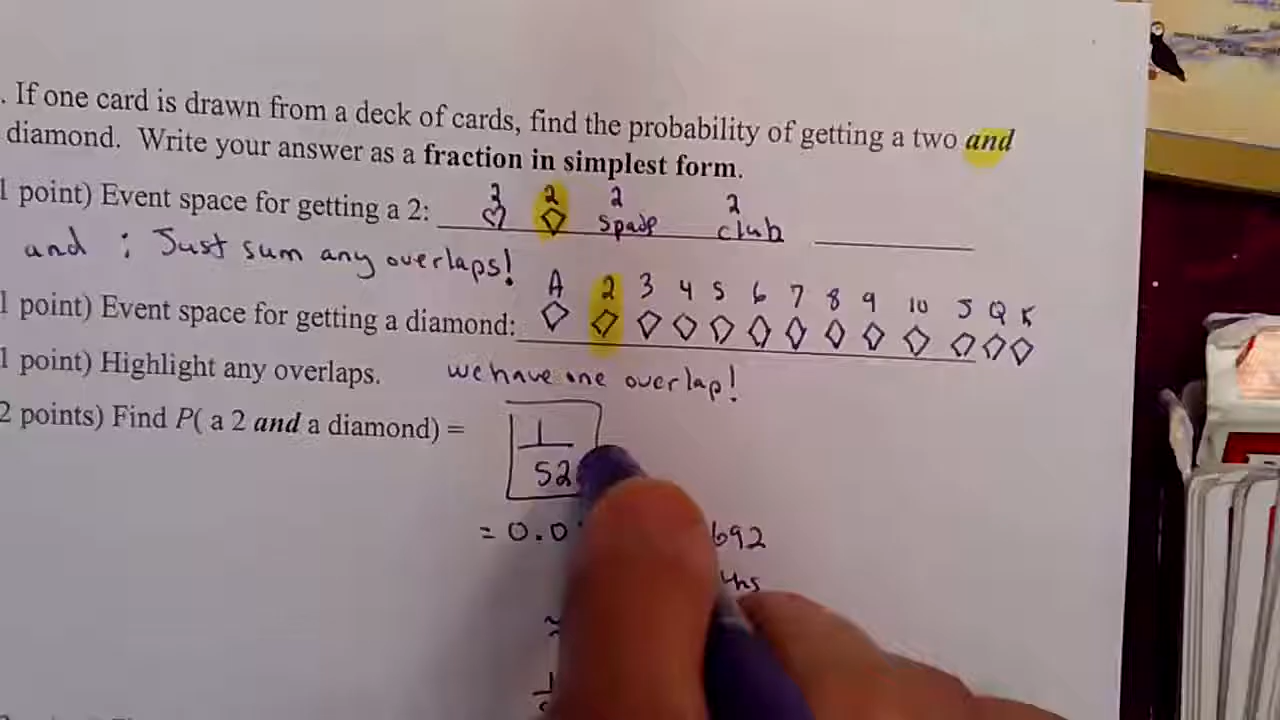 . If one card is drawn from a deck of cards, find the probability of getting a two and
diamond. Write your answer as a fraction in simplest form.
2 2 2 2
1 point) Event space for getting a 2: ♡ ◇ spade club
and : Just sum any overlaps!
A 2 3 4 5 6 7 8 9 10 J Q K
1 point) Event space for getting a diamond: ◇ ◇ ◇ ◇ ◇ ◇ ◇ ◇ ◇ ◇ ◇ ◇ ◇
1 point) Highlight any overlaps. we have one overlap!
2 points) Find P( a 2 and a diamond) =
1
52
= 0.0 692
≈
1